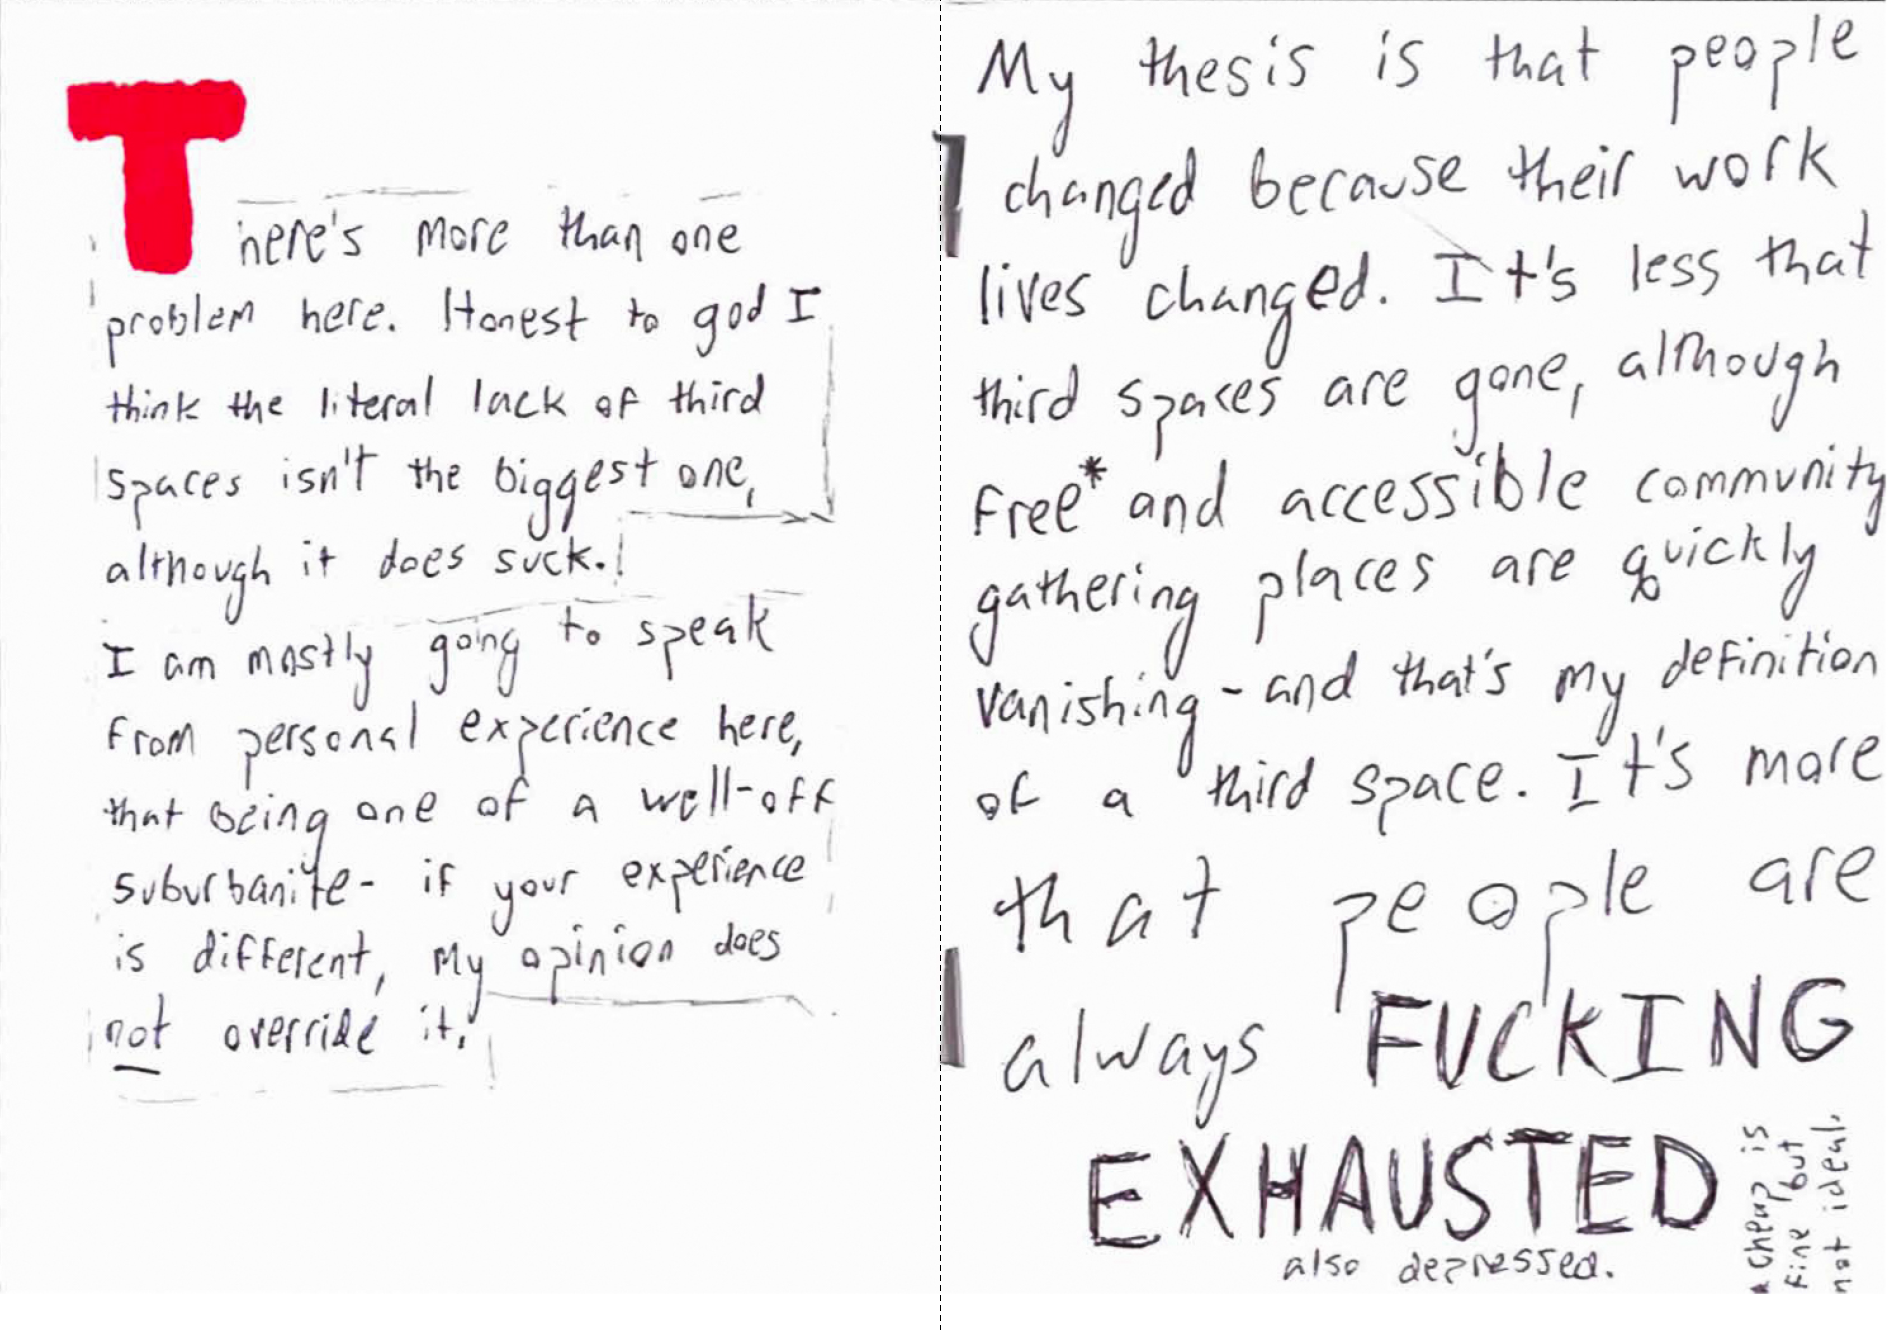 There's more than one
problem here. Honest to god I
think the literal lack of third
spaces isn't the biggest one,
although it does suck.
I am mostly going to speak
from personal experience here,
that being one of a well-off
suburbanite- if your experience
is different, my opinion does
not override it.
My thesis is that people
changed because their work
lives changed. It's less that
third spaces are gone, although
free* and accessible community
gathering places are quickly
vanishing - and that's my definition
of a third space. It's more
that people are
always FUCKING
EXHAUSTED
also depressed.
* cheap is
fine but
not ideal.